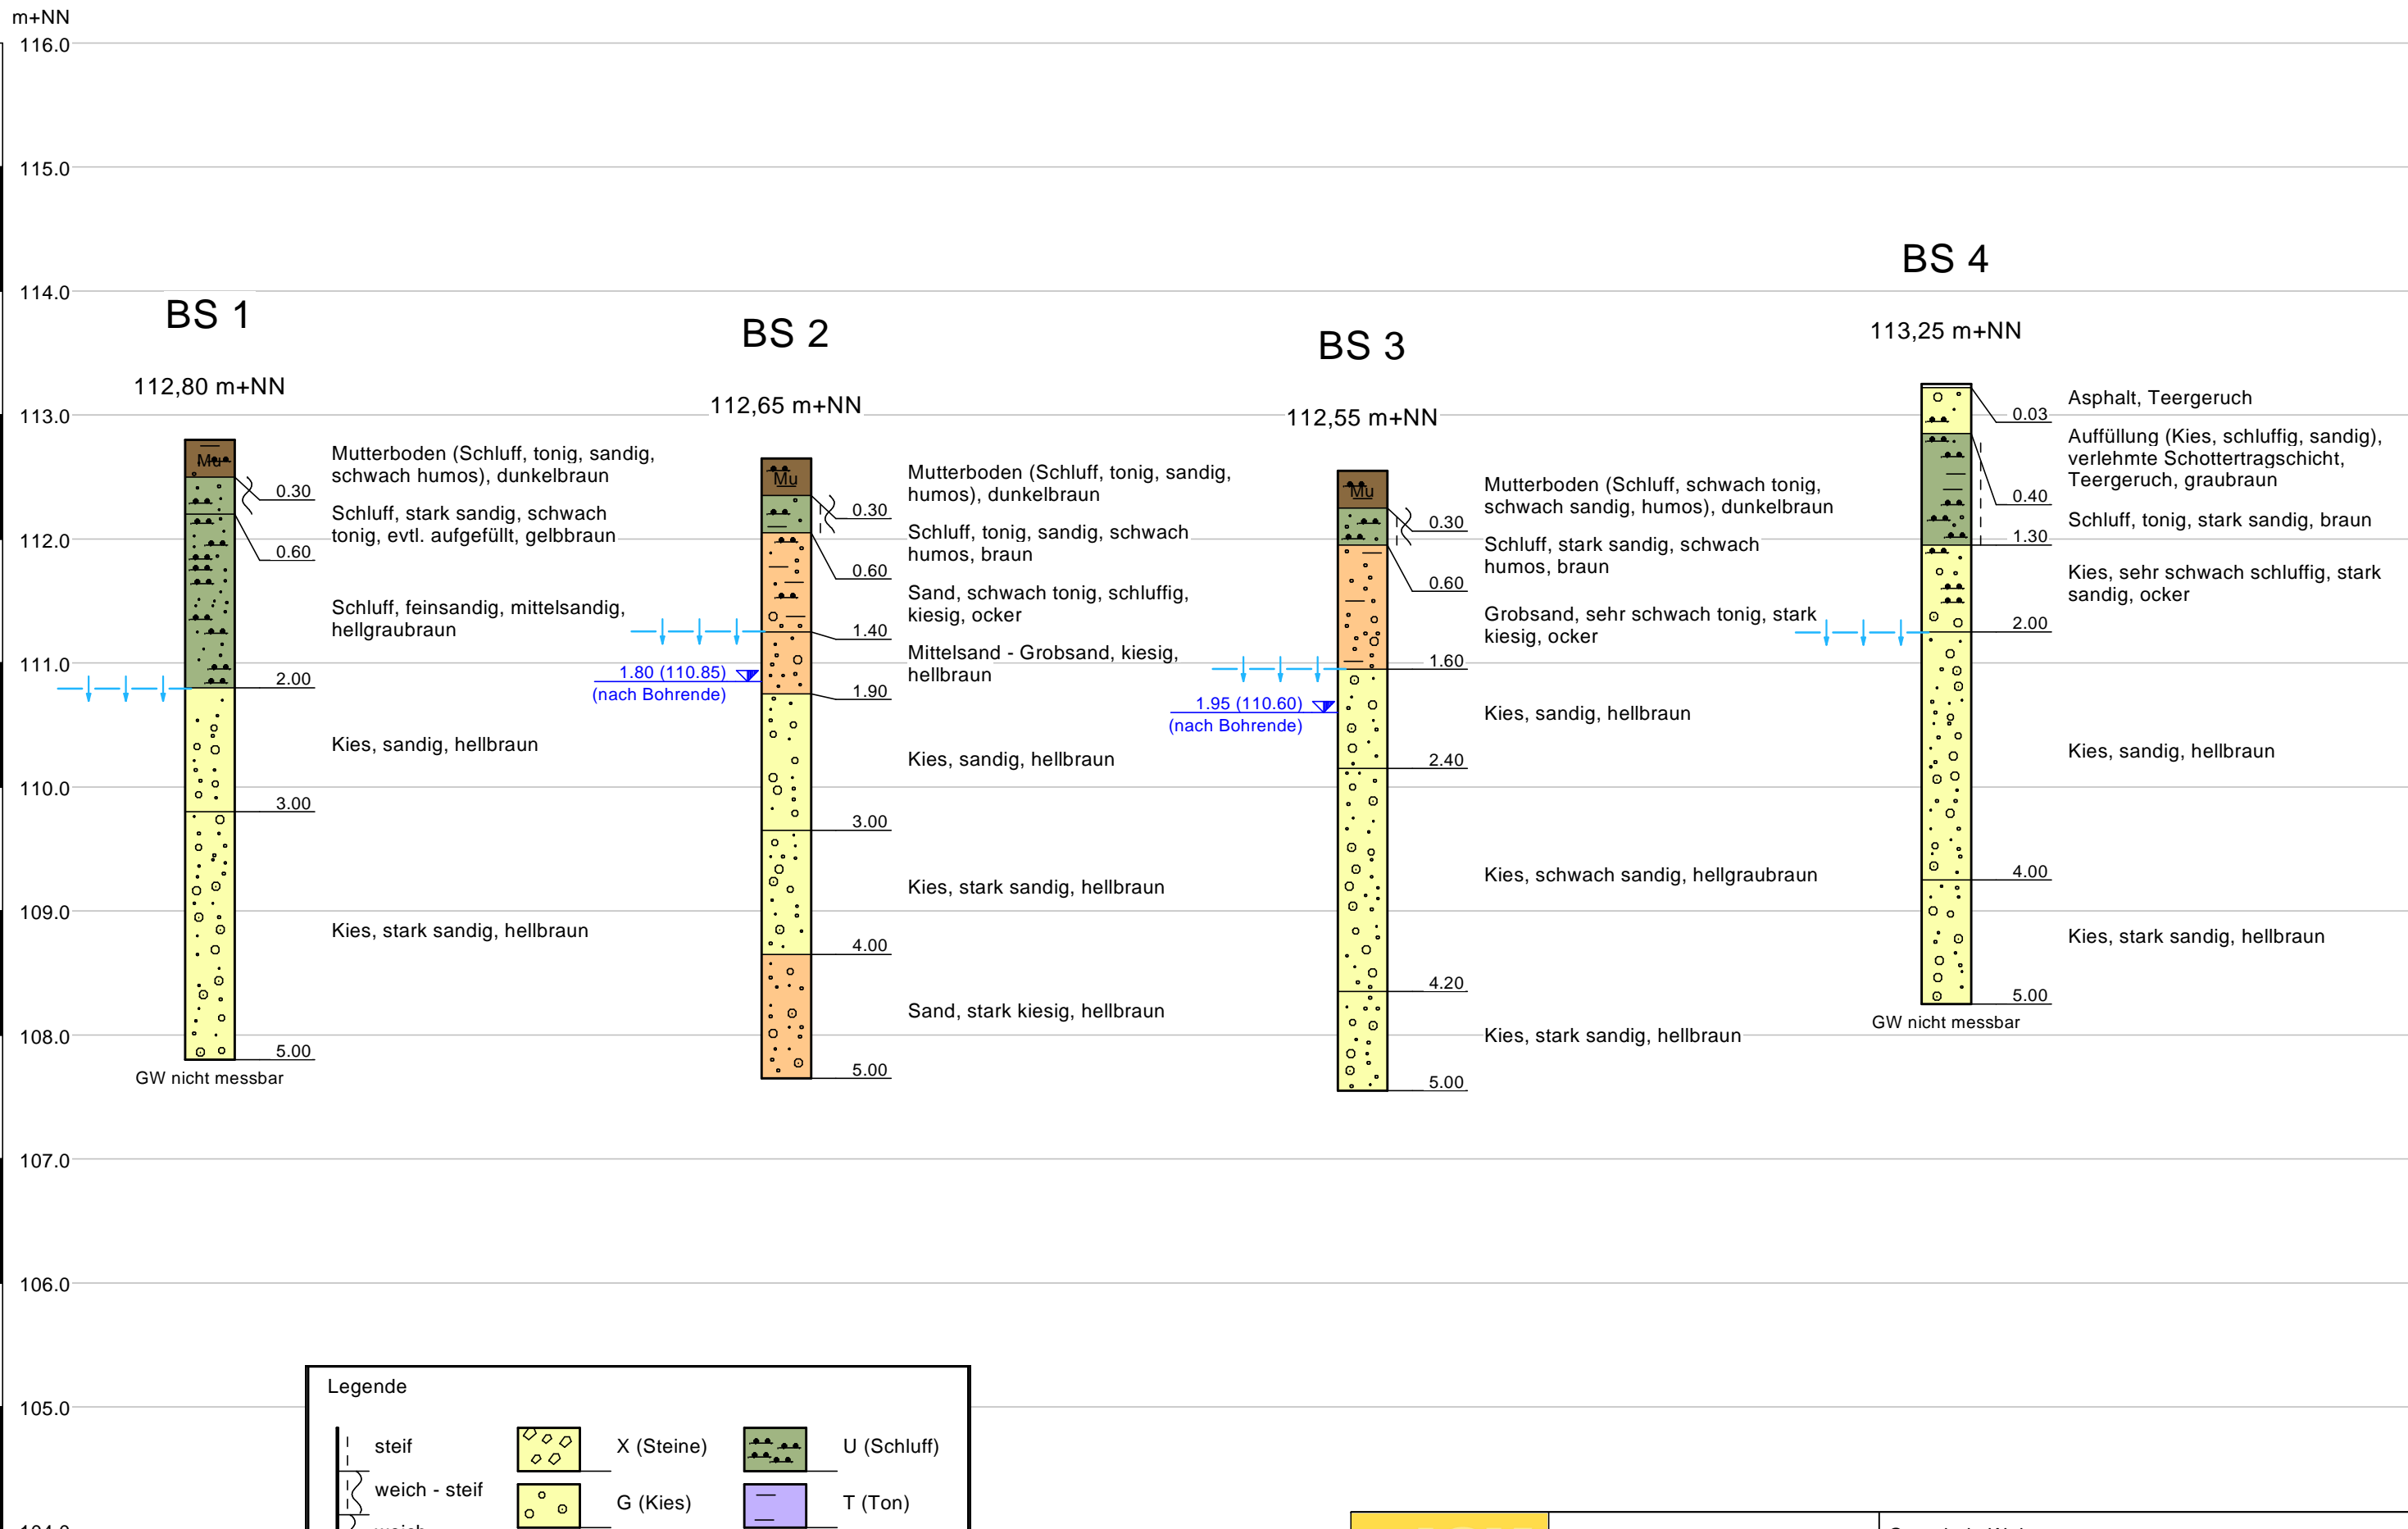 m+NN
116.0
115.0
114.0
113.0
112.0
111.0
110.0
109.0
108.0
107.0
106.0
105.0
BS 1
112,80 m+NN
Mu
0.30
0.60
2.00
3.00
5.00
GW nicht messbar
Mutterboden (Schluff, tonig, sandig,
schwach humos), dunkelbraun
Schluff, stark sandig, schwach
tonig, evtl. aufgefüllt, gelbbraun
Schluff, feinsandig, mittelsandig,
hellgraubraun
Kies, sandig, hellbraun
Kies, stark sandig, hellbraun
BS 2
112,65 m+NN
Mu
0.30
0.60
1.40
1.80 (110.85)
(nach Bohrende)
1.90
3.00
4.00
5.00
Mutterboden (Schluff, tonig, sandig,
humos), dunkelbraun
Schluff, tonig, sandig, schwach
humos, braun
Sand, schwach tonig, schluffig,
kiesig, ocker
Mittelsand - Grobsand, kiesig,
hellbraun
Kies, sandig, hellbraun
Kies, stark sandig, hellbraun
Sand, stark kiesig, hellbraun
BS 3
112,55 m+NN
Mu
0.30
0.60
1.60
1.95 (110.60)
(nach Bohrende)
2.40
4.20
5.00
Mutterboden (Schluff, schwach tonig,
schwach sandig, humos), dunkelbraun
Schluff, stark sandig, schwach
humos, braun
Grobsand, sehr schwach tonig, stark
kiesig, ocker
Kies, sandig, hellbraun
Kies, schwach sandig, hellgraubraun
Kies, stark sandig, hellbraun
BS 4
113,25 m+NN
0.03
0.40
1.30
2.00
4.00
5.00
GW nicht messbar
Asphalt, Teergeruch
Auffüllung (Kies, schluffig, sandig),
verlehmte Schottertragschicht,
Teergeruch, graubraun
Schluff, tonig, stark sandig, braun
Kies, sehr schwach schluffig, stark
sandig, ocker
Kies, sandig, hellbraun
Kies, stark sandig, hellbraun
Legende
steif
weich - steif
X (Steine)
G (Kies)
U (Schluff)
T (Ton)